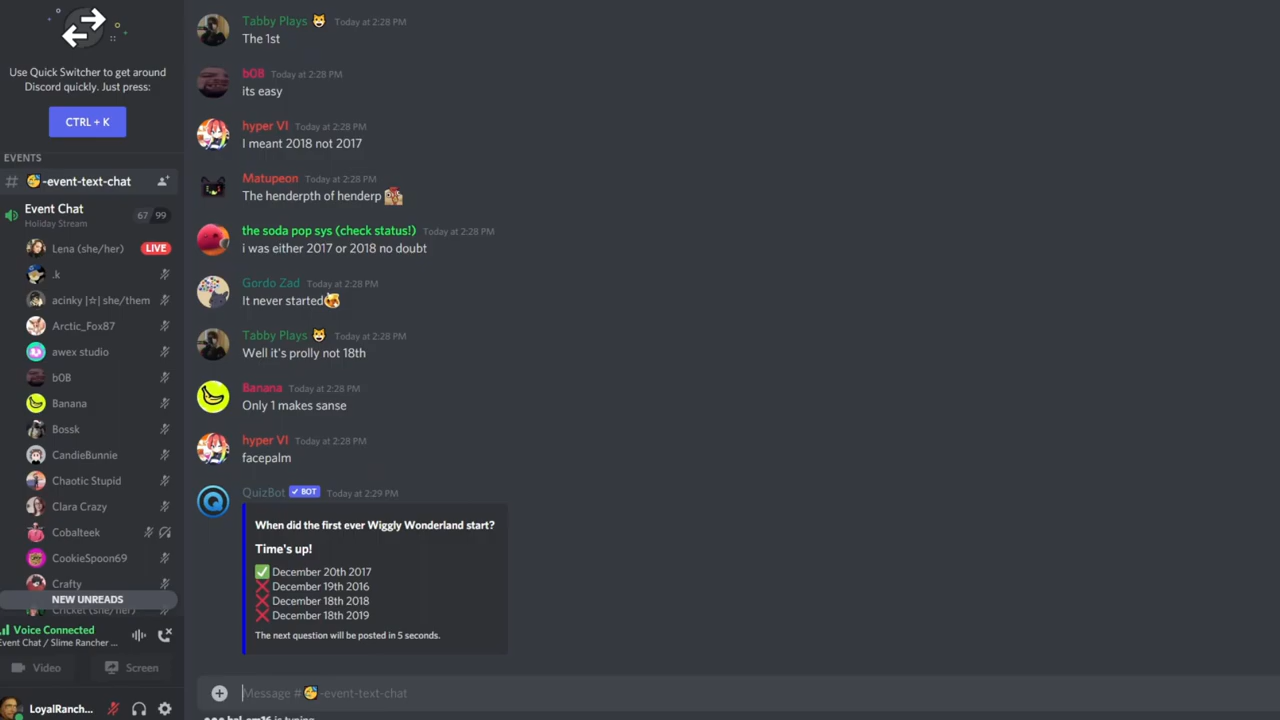 Use Quick Switcher to get around
Discord quickly. Just press:
CTRL + K
EVENTS
# -event-text-chat
Event Chat
Holiday Stream
67 99
Lena (she/her) LIVE
.k
acinky |☆| she/them
Arctic_Fox87
awex studio
b0B
Banana
Bossk
CandieBunnie
Chaotic Stupid
Clara Crazy
Cobalteek
CookieSpoon69
Crafty
NEW UNREADS
Cricket (she/her)
Voice Connected
Event Chat / Slime Rancher ...
Video
Screen
LoyalRanch...
Tabby Plays Today at 2:28 PM
The 1st
b0B Today at 2:28 PM
its easy
hyper VI Today at 2:28 PM
I meant 2018 not 2017
Matupeon Today at 2:28 PM
The henderpth of henderp
the soda pop sys (check status!) Today at 2:28 PM
i was either 2017 or 2018 no doubt
Gordo Zad Today at 2:28 PM
It never started
Tabby Plays Today at 2:28 PM
Well it's prolly not 18th
Banana Today at 2:28 PM
Only 1 makes sanse
hyper VI Today at 2:28 PM
facepalm
QuizBot ✓ BOT Today at 2:29 PM
When did the first ever Wiggly Wonderland start?
Time's up!
✅ December 20th 2017
❌ December 19th 2016
❌ December 18th 2018
❌ December 18th 2019
The next question will be posted in 5 seconds.
Message # -event-text-chat
is typing